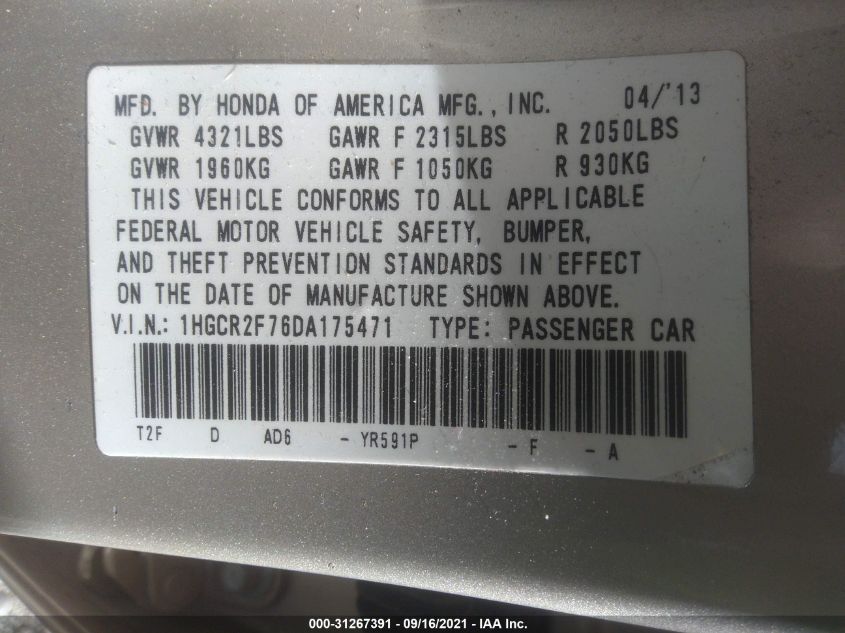 MFD. BY HONDA OF AMERICA MFG., INC. 04/'13
GVWR 4321LBS GAWR F 2315LBS R 2050LBS
GVWR 1960KG GAWR F 1050KG R 930KG
THIS VEHICLE CONFORMS TO ALL APPLICABLE
FEDERAL MOTOR VEHICLE SAFETY, BUMPER,
AND THEFT PREVENTION STANDARDS IN EFFECT
ON THE DATE OF MANUFACTURE SHOWN ABOVE.
V.I.N.: 1HGCR2F76DA175471 TYPE: PASSENGER CAR
T2F D AD6 - YR591P - F - A
000-31267391 - 09/16/2021 - IAA Inc.